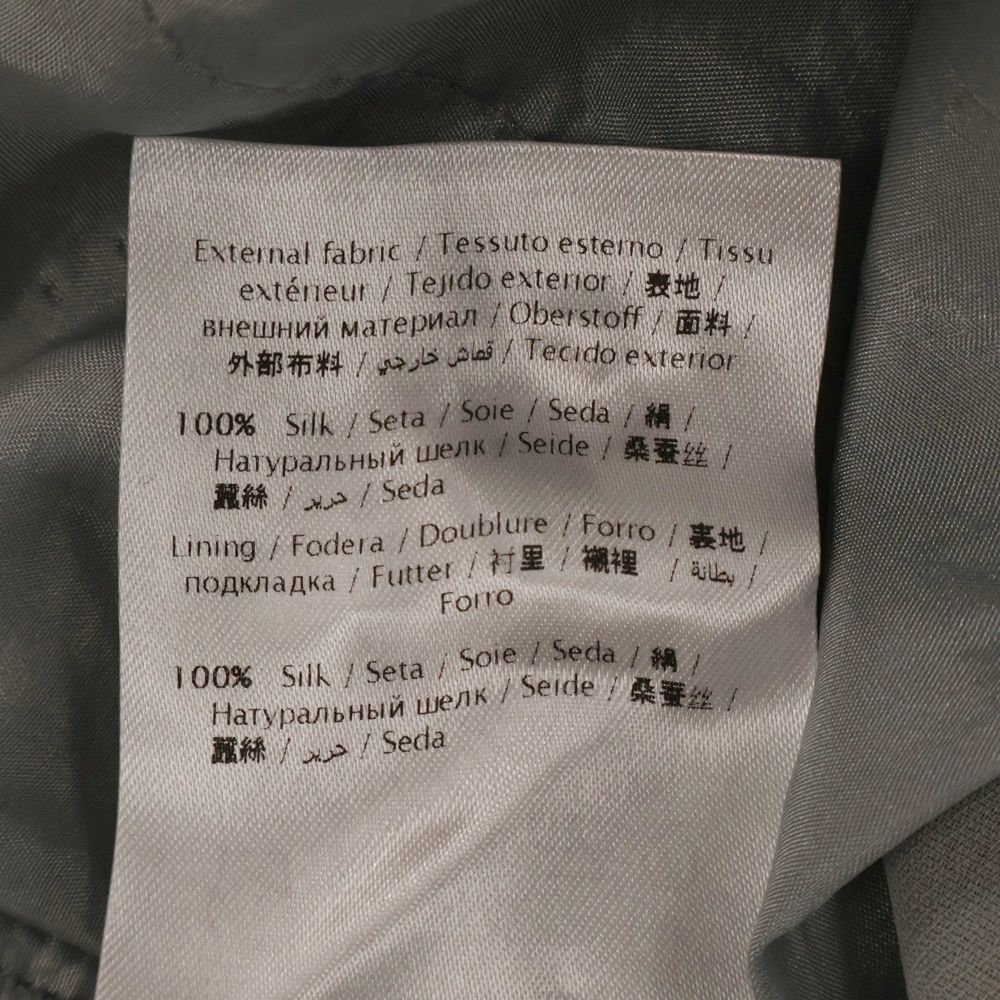 External fabric / Tessuto esterno / Tissu
extérieur / Tejido exterior / 表地 /
внешний материал / Oberstoff / 面料 /
外部布料 / قماش خارجي / Tecido exterior
100% Silk / Seta / Soie / Seda / 絹 /
Натуральный шелк / Seide / 桑蚕丝 /
蠶絲 / حرير / Seda
Lining / Fodera / Doublure / Forro / 裏地 /
подкладка / Futter / 衬里 / 襯裡 / بطانة /
Forro
100% Silk / Seta / Soie / Seda / 絹 /
Натуральный шелк / Seide / 桑蚕丝 /
蠶絲 / حرير / Seda